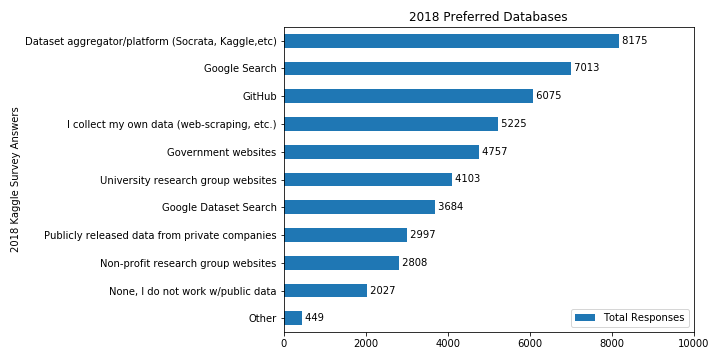 2018 Preferred Databases
2018 Kaggle Survey Answers
Dataset aggregator/platform (Socrata, Kaggle,etc) 8175
Google Search 7013
GitHub 6075
I collect my own data (web-scraping, etc.) 5225
Government websites 4757
University research group websites 4103
Google Dataset Search 3684
Publicly released data from private companies 2997
Non-profit research group websites 2808
None, I do not work w/public data 2027
Other 449
Total Responses
0 2000 4000 6000 8000 10000